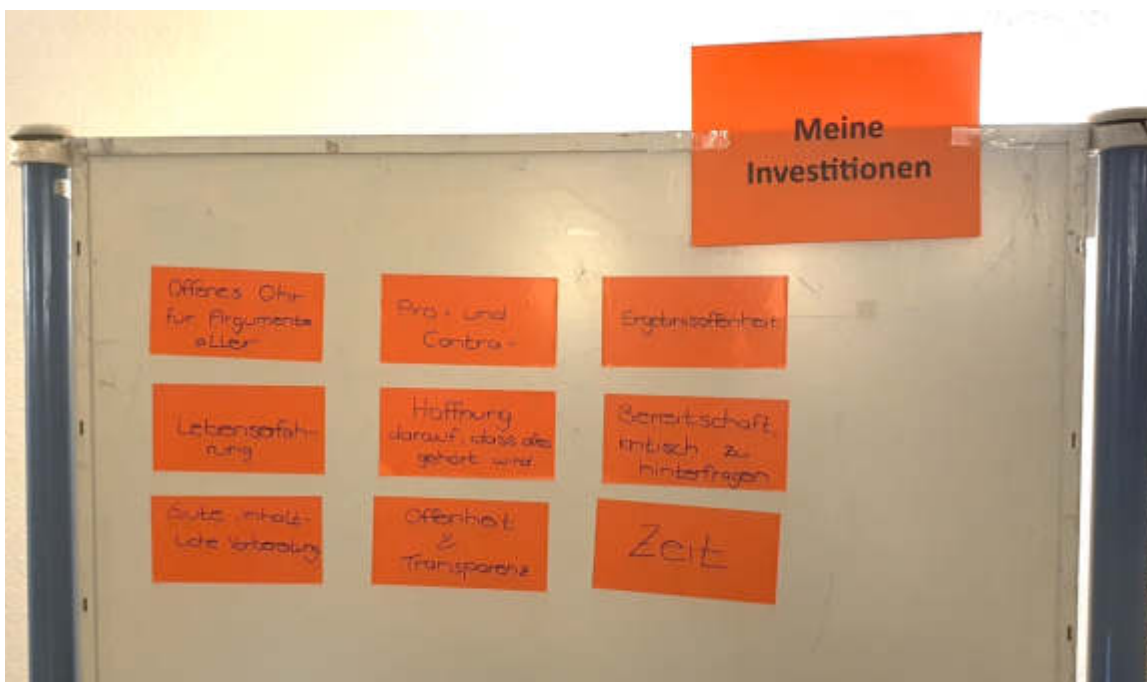 Meine
Investitionen
Offenes Ohr
für Argumente
aller
Pro- und
Contra-
Ergebnisoffenheit
Lebenserfah-
rung
Hoffnung
darauf, dass alles
gehört wird
Bereitschaft,
kritisch zu
hinterfragen
Gute inhalt-
liche Vorbereitung
Offenheit
&
Transparenz
Zeit